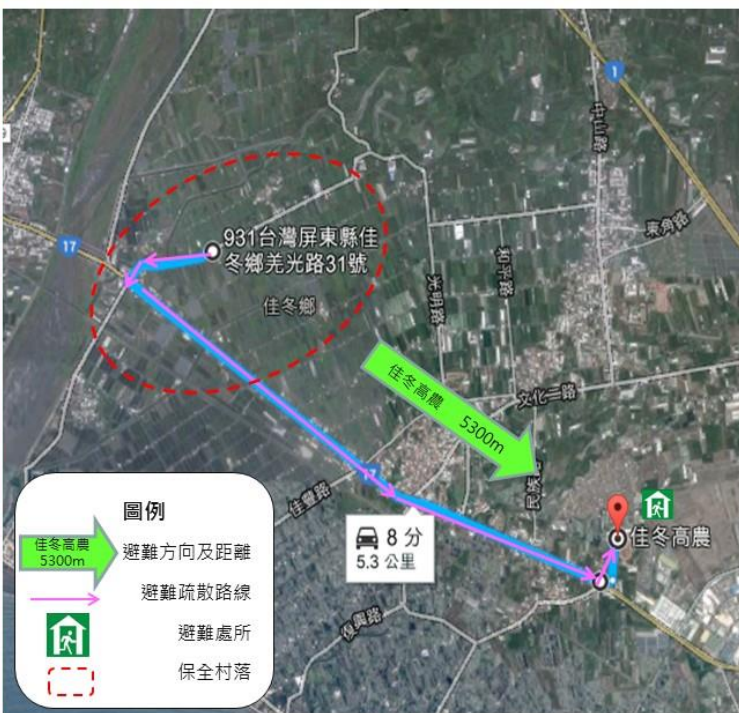 1
中山路
9
東角路
17
931台灣屏東縣佳
冬鄉羌光路31號
和平路
光明路
佳冬鄉
佳冬高農
5300m
文化二路
17
民族
佳豐路
圖例
8 分
5.3 公里
佳冬高農
佳冬高農
5300m
避難方向及距離
避難疏散路線
復興路
避難處所
保全村落